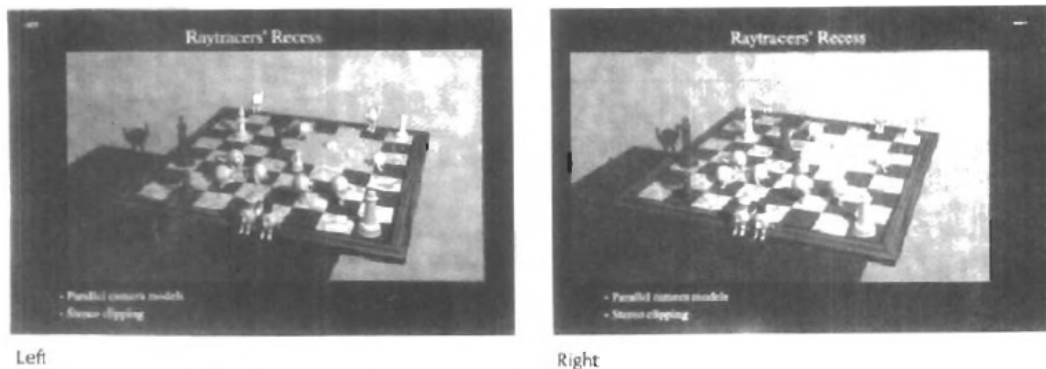 Raytracers' Recess
- Parallel camera models
- Stereo clipping
Left
Raytracers' Recess
- Parallel camera models
- Stereo clipping
Right